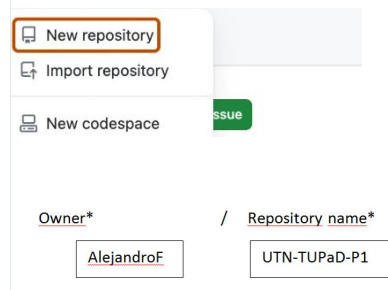 New repository
Import repository
ssue
New codespace
Owner* / Repository name*
AlejandroF UTN-TUPaD-P1